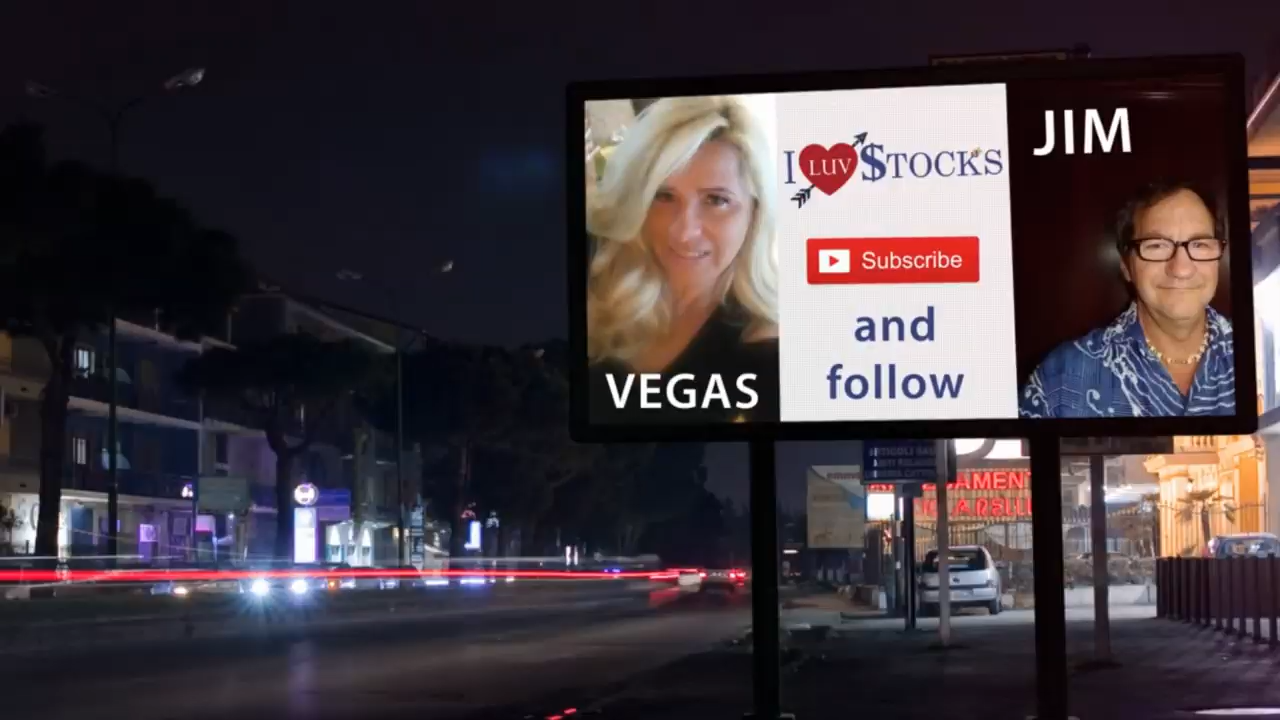 VEGAS
I LUV $TOCKS
Subscribe
and
follow
JIM